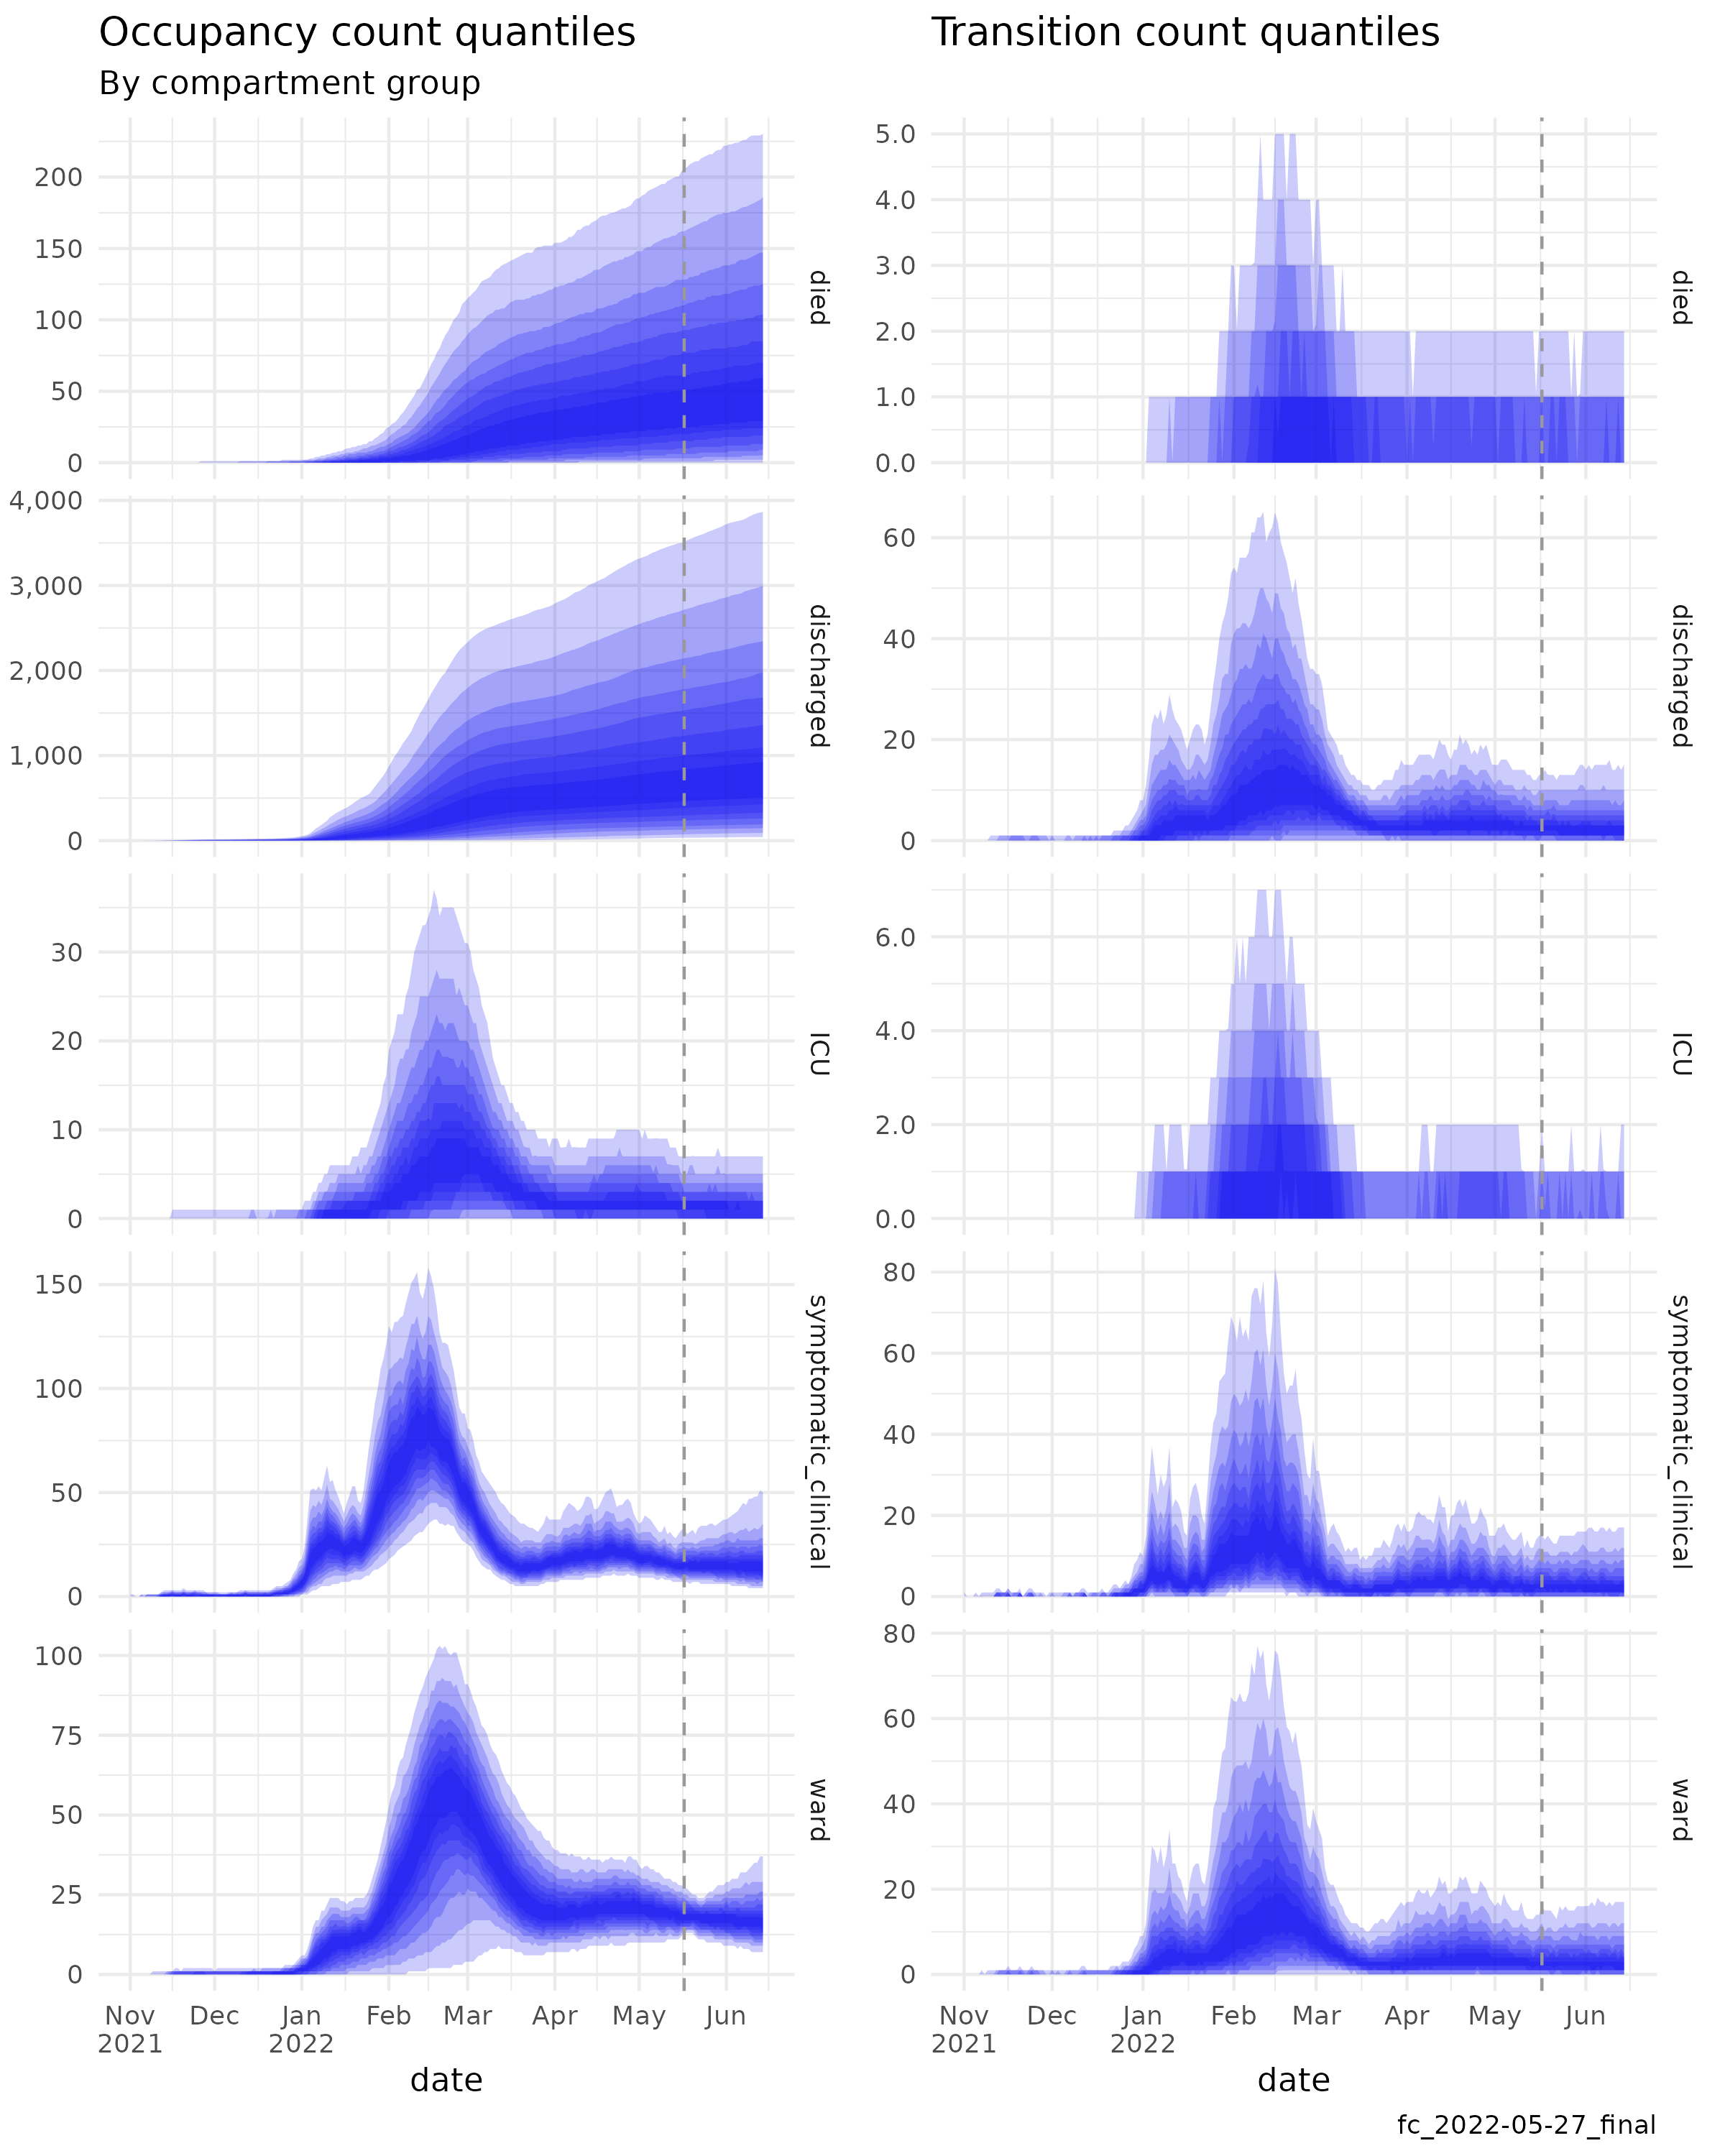 Occupancy count quantiles
By compartment group
200
150
100
50
0
died
4,000
3,000
2,000
1,000
0
discharged
30
20
10
0
ICU
150
100
50
0
symptomatic_clinical
100
75
50
25
0
ward
Nov Dec Jan Feb Mar Apr May Jun
2021 2022
date
Transition count quantiles
5.0
4.0
3.0
2.0
1.0
0.0
died
60
40
20
0
discharged
6.0
4.0
2.0
0.0
ICU
80
60
40
20
0
symptomatic_clinical
80
60
40
20
0
ward
Nov Dec Jan Feb Mar Apr May Jun
2021 2022
date
fc_2022-05-27_final